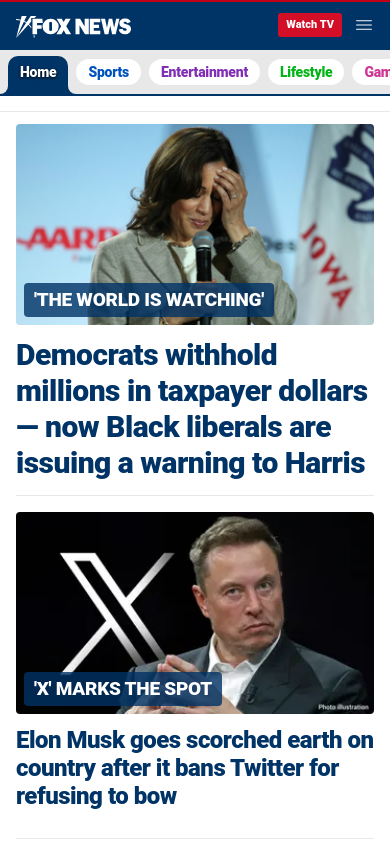 FOX NEWS
Watch TV
Home
Sports
Entertainment
Lifestyle
Gam
AARP
Des
IOWA
'THE WORLD IS WATCHING'
Democrats withhold
millions in taxpayer dollars
— now Black liberals are
issuing a warning to Harris
X
'X' MARKS THE SPOT
Photo illustration
Elon Musk goes scorched earth on
country after it bans Twitter for
refusing to bow